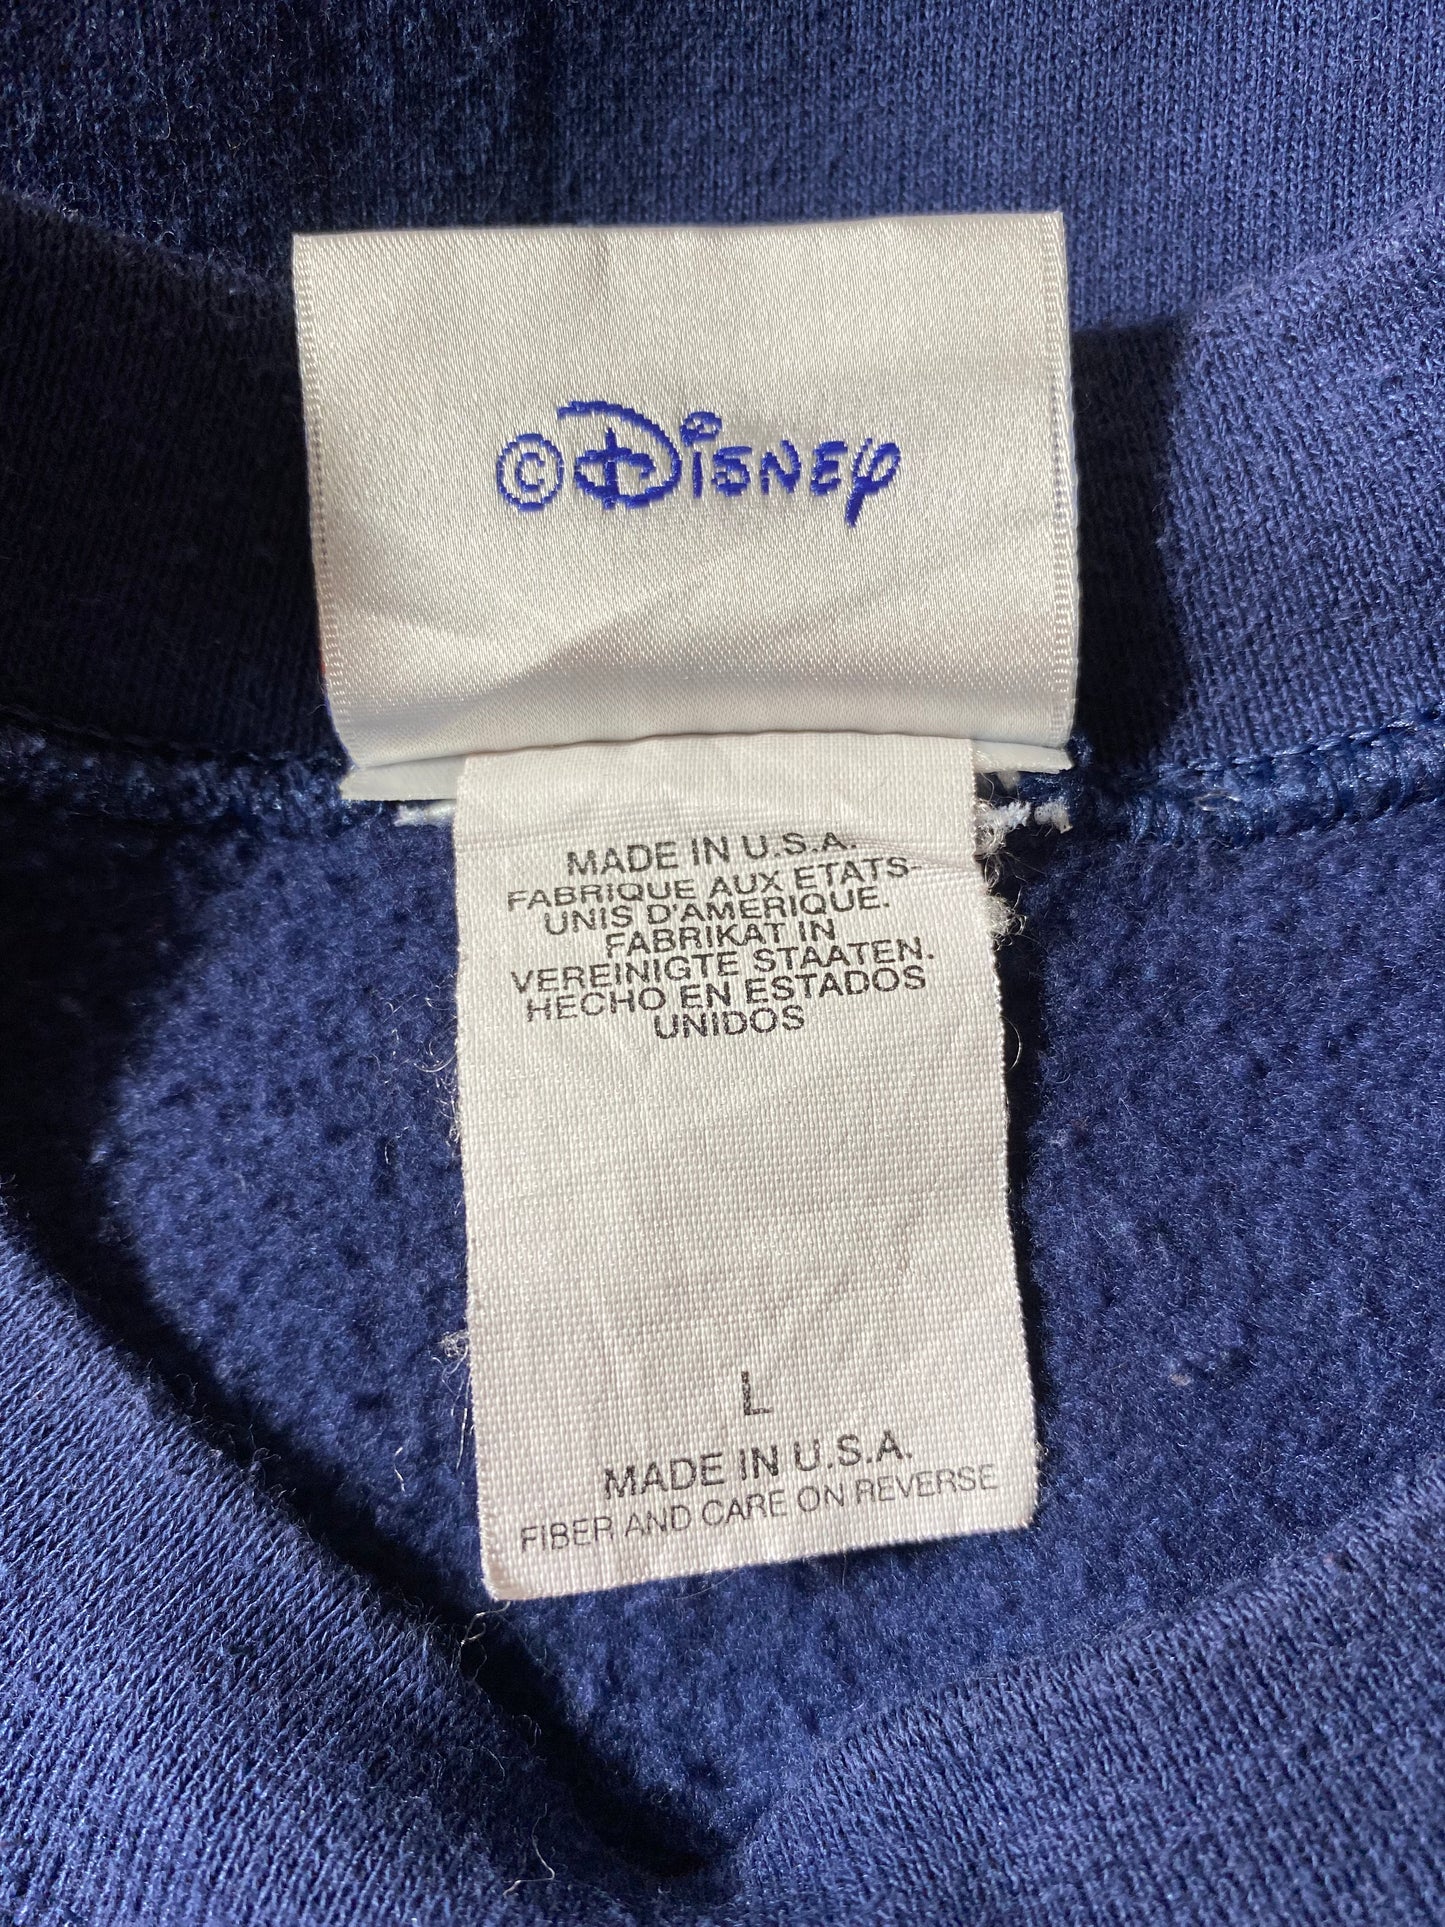 ©Disney
MADE IN U.S.A.
FABRIQUE AUX ETATS-
UNIS D'AMERIQUE.
FABRIKAT IN
VEREINIGTE STAATEN.
HECHO EN ESTADOS
UNIDOS
L
MADE IN U.S.A.
FIBER AND CARE ON REVERSE